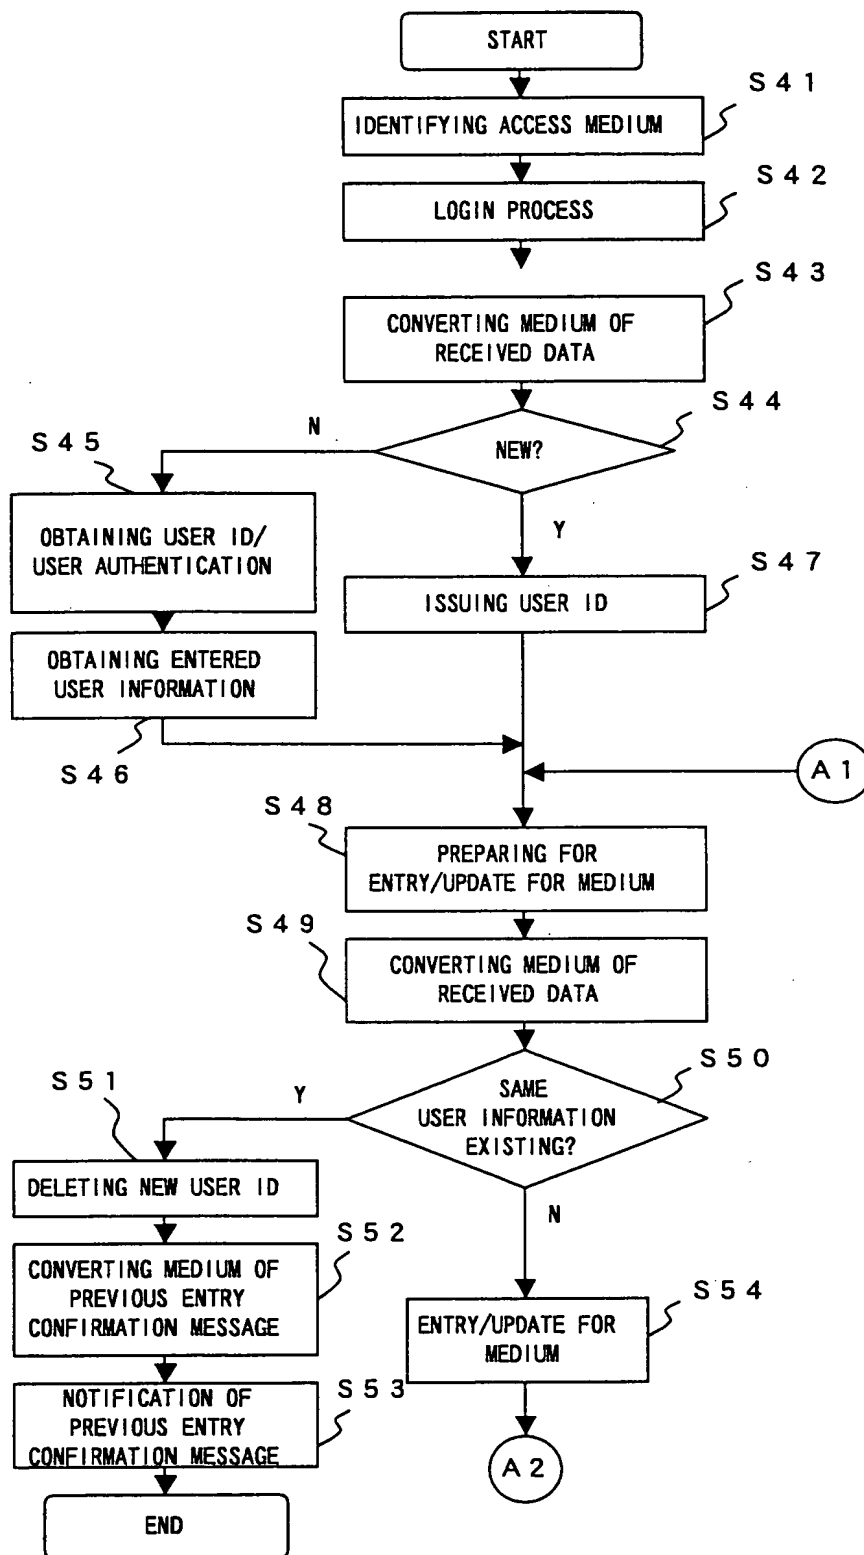 START
S41
IDENTIFYING ACCESS MEDIUM
S42
LOGIN PROCESS
S43
CONVERTING MEDIUM OF
RECEIVED DATA
S44
NEW?
N
Y
S45
OBTAINING USER ID/
USER AUTHENTICATION
S47
ISSUING USER ID
OBTAINING ENTERED
USER INFORMATION
S46
A1
S48
PREPARING FOR
ENTRY/UPDATE FOR MEDIUM
S49
CONVERTING MEDIUM OF
RECEIVED DATA
S50
SAME
USER INFORMATION
EXISTING?
Y
N
S51
DELETING NEW USER ID
S52
CONVERTING MEDIUM OF
PREVIOUS ENTRY
CONFIRMATION MESSAGE
S54
ENTRY/UPDATE FOR
MEDIUM
S53
NOTIFICATION OF
PREVIOUS ENTRY
CONFIRMATION MESSAGE
A2
END